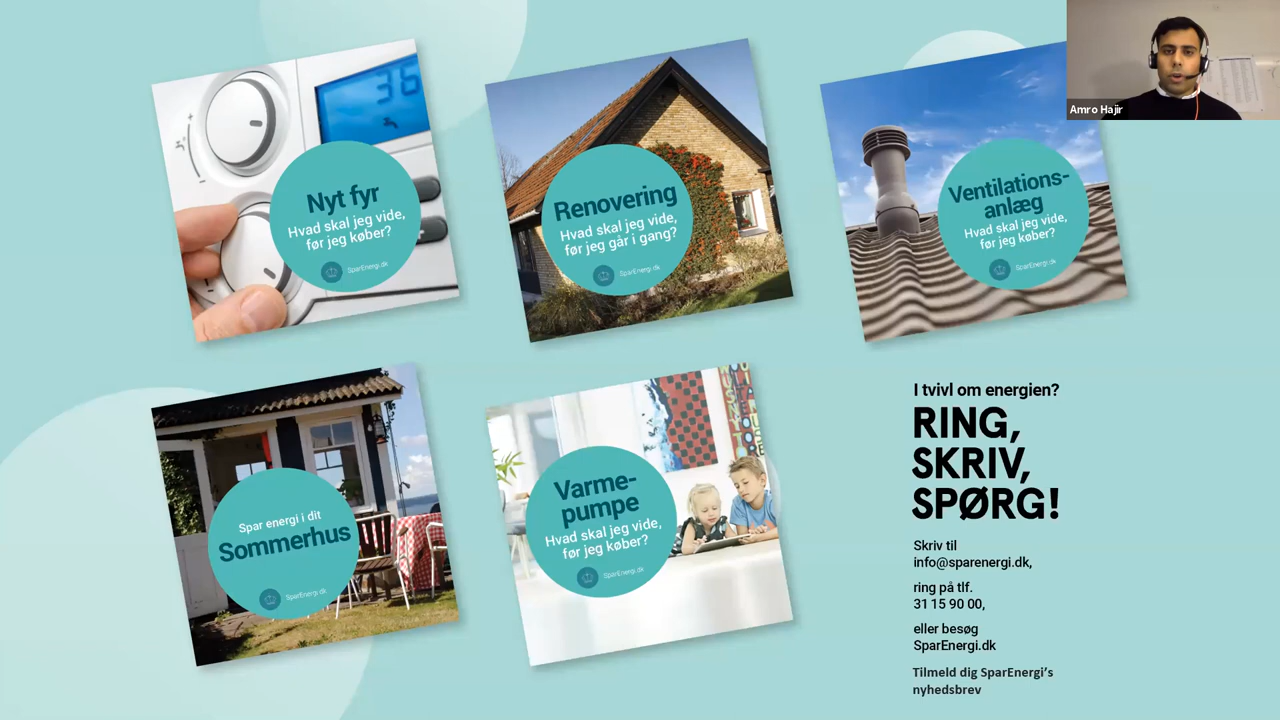 Amro Hajir
36
Nyt fyr
Hvad skal jeg vide,
før jeg køber?
SparEnergi.dk
Renovering
Hvad skal jeg vide,
før jeg går i gang?
SparEnergi.dk
Ventilations-
anlæg
Hvad skal jeg vide,
før jeg køber?
SparEnergi.dk
Spar energi i dit
Sommerhus
SparEnergi.dk
Varme-
pumpe
Hvad skal jeg vide,
før jeg køber?
SparEnergi.dk
I tvivl om energien?
RING,
SKRIV,
SPØRG!
Skriv til
info@sparenergi.dk,
ring på tlf.
31 15 90 00,
eller besøg
SparEnergi.dk
Tilmeld dig SparEnergi’s
nyhedsbrev